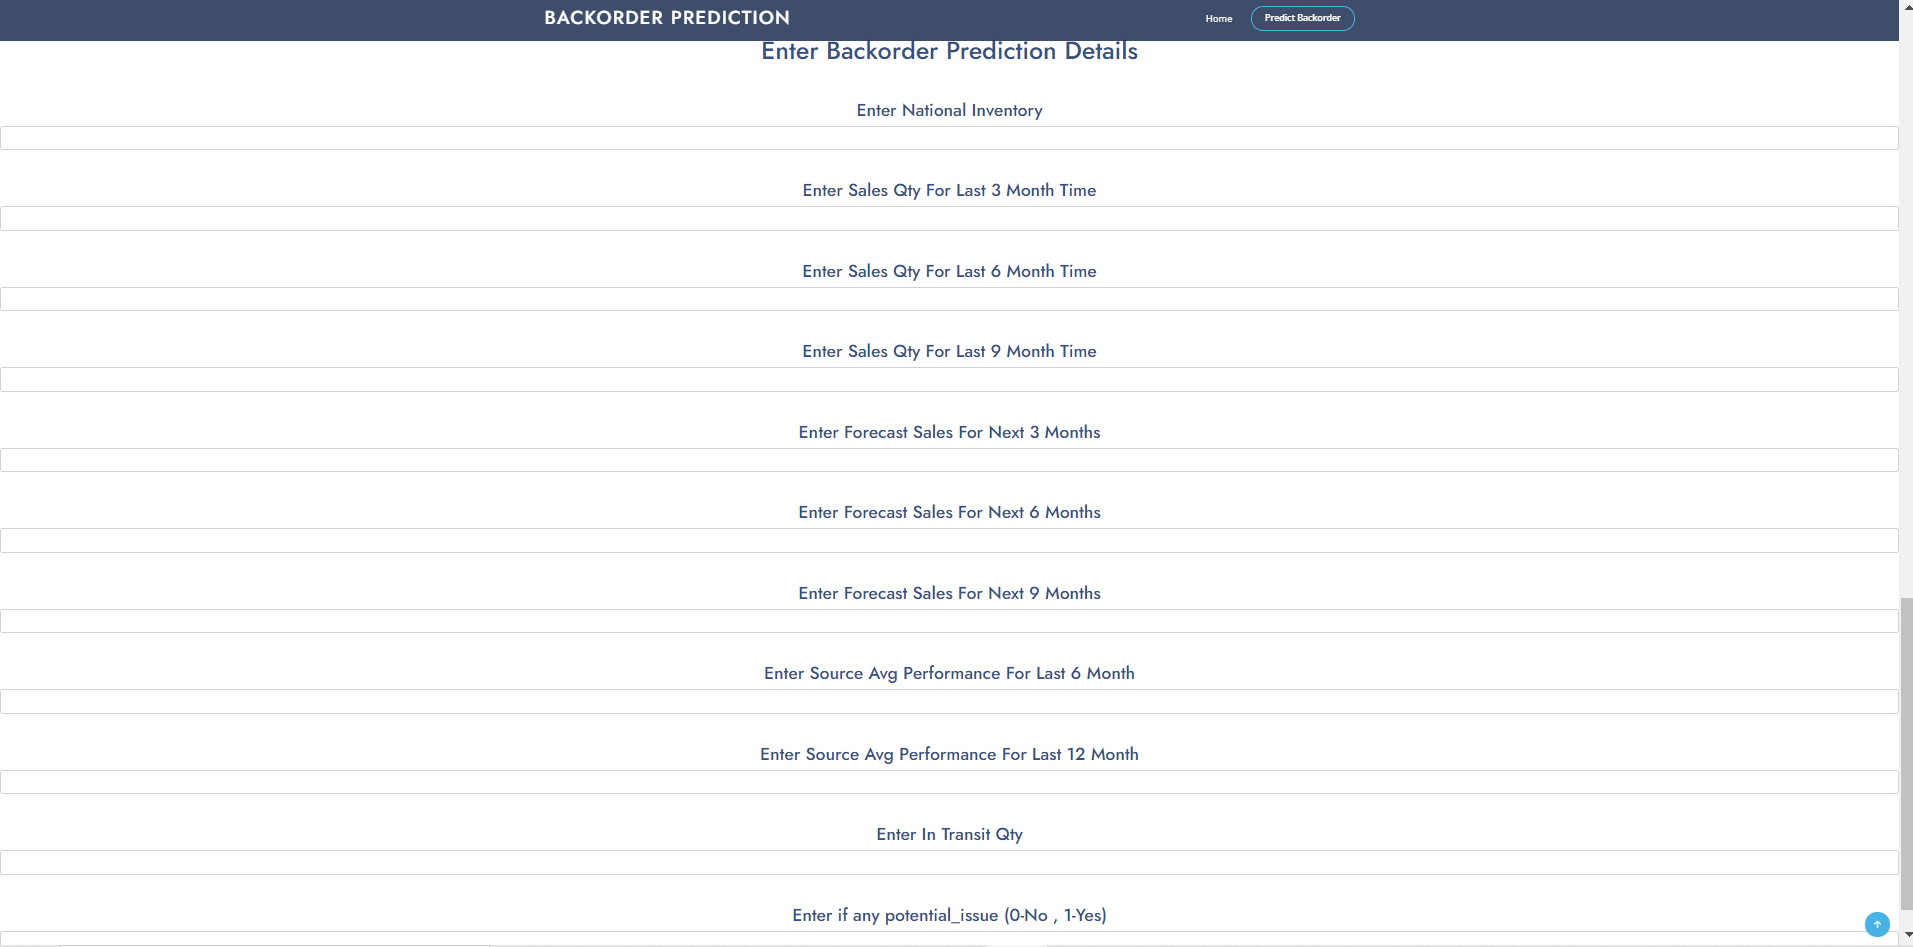 BACKORDER PREDICTION
Home
Predict Backorder
Enter Backorder Prediction Details
Enter National Inventory
Enter Sales Qty For Last 3 Month Time
Enter Sales Qty For Last 6 Month Time
Enter Sales Qty For Last 9 Month Time
Enter Forecast Sales For Next 3 Months
Enter Forecast Sales For Next 6 Months
Enter Forecast Sales For Next 9 Months
Enter Source Avg Performance For Last 6 Month
Enter Source Avg Performance For Last 12 Month
Enter In Transit Qty
Enter if any potential_issue (0-No , 1-Yes)